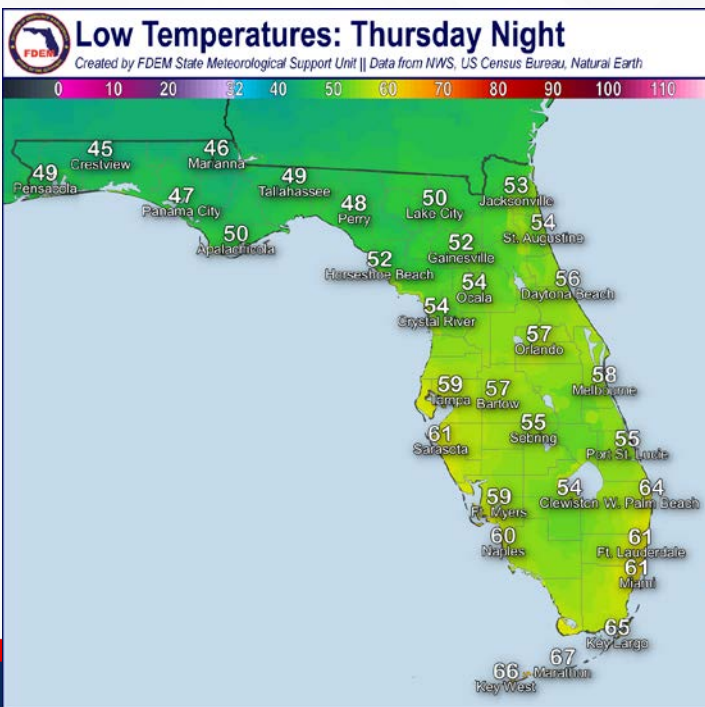 Low Temperatures: Thursday Night
FDEM
Created by FDEM State Meteorological Support Unit || Data from NWS, US Census Bureau, Natural Earth
0 10 20 32 40 50 60 70 80 90 100 110
45
Crestview
46
Marianna
49
Pensacola
49
Tallahassee
47
Panama City
48
Perry
50
Lake City
53
Jacksonville
50
Apalachicola
54
St. Augustine
52
Horseshoe Beach
52
Gainesville
54
Ocala
56
Daytona Beach
54
Crystal River
57
Orlando
58
Melbourne
59
Tampa
57
Bartow
55
Sebring
61
Sarasota
55
Port St. Lucie
59
Ft. Myers
54
Clewiston
64
W. Palm Beach
60
Naples
61
Ft. Lauderdale
61
Miami
65
Key Largo
67
Marathon
66
Key West